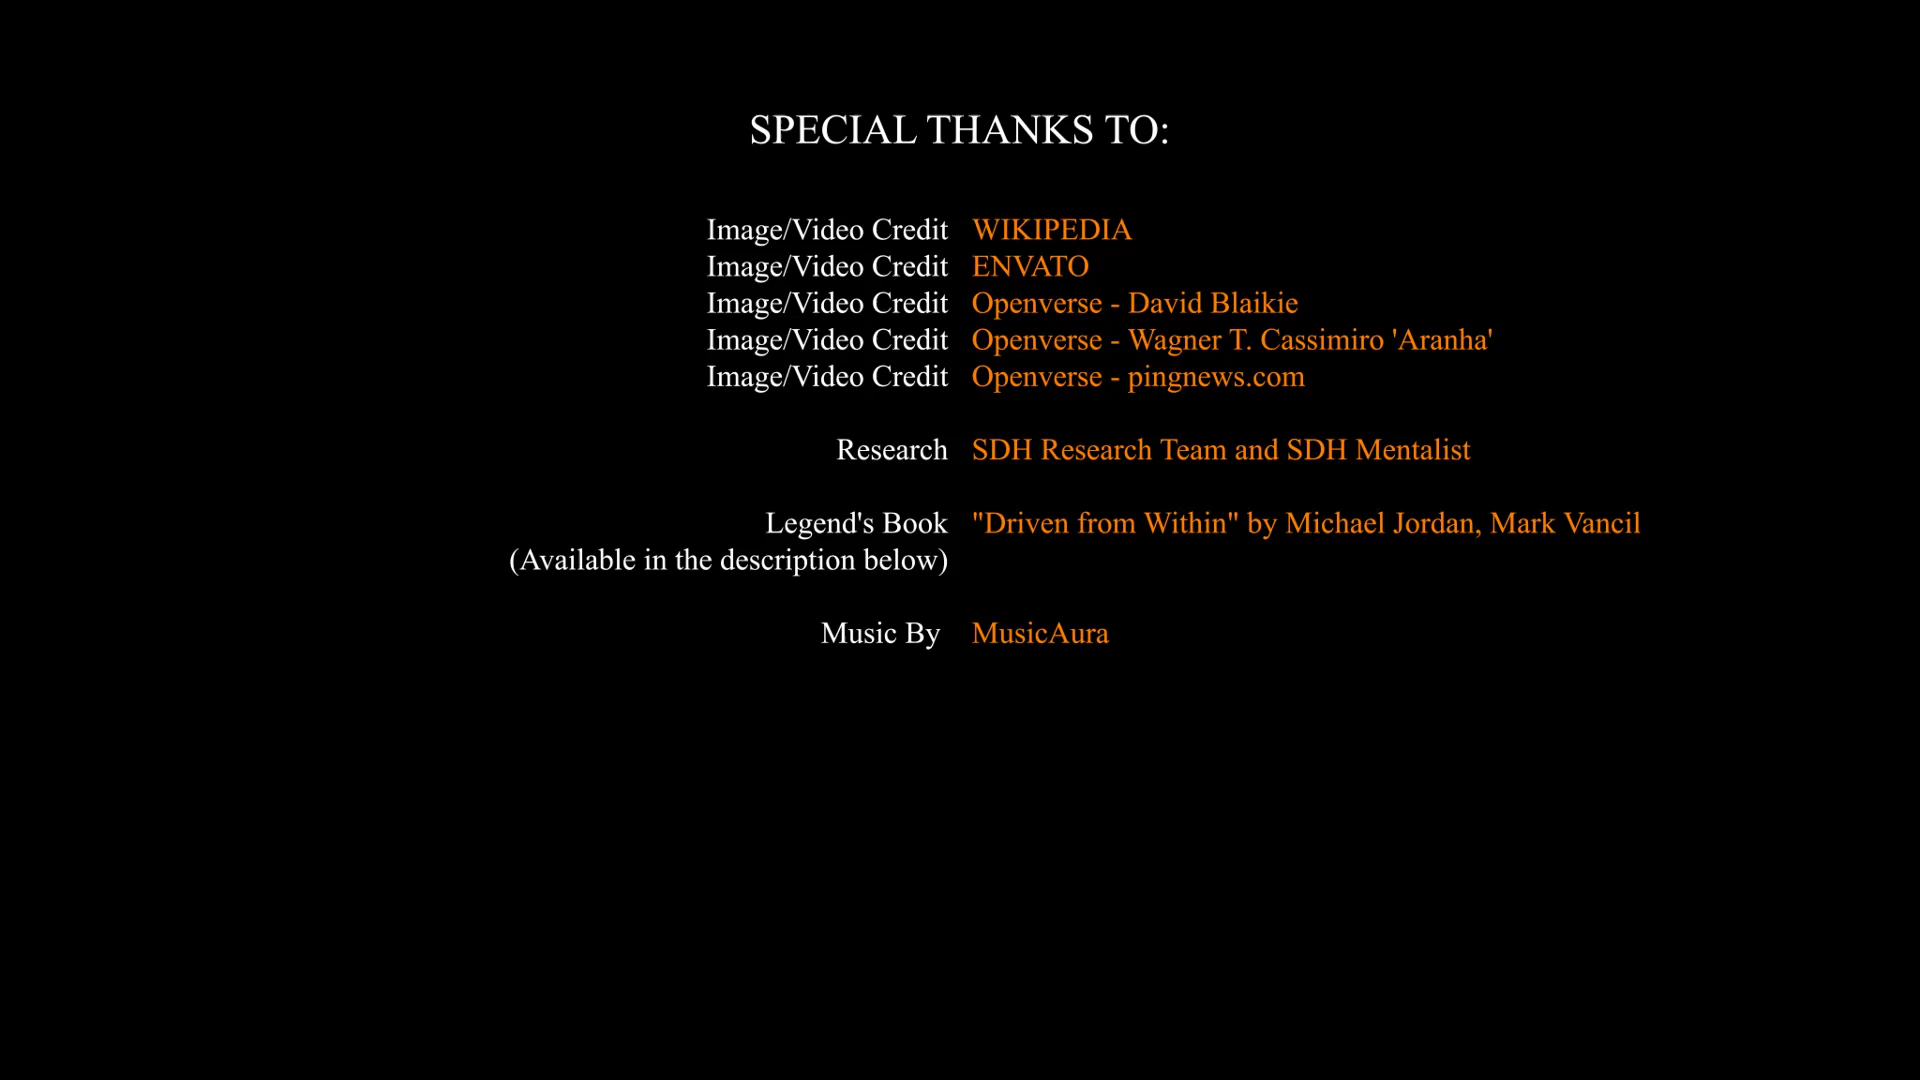 SPECIAL THANKS TO:
Image/Video Credit WIKIPEDIA
Image/Video Credit ENVATO
Image/Video Credit Openverse - David Blaikie
Image/Video Credit Openverse - Wagner T. Cassimiro 'Aranha'
Image/Video Credit Openverse - pingnews.com
Research SDH Research Team and SDH Mentalist
Legend's Book "Driven from Within" by Michael Jordan, Mark Vancil
(Available in the description below)
Music By MusicAura